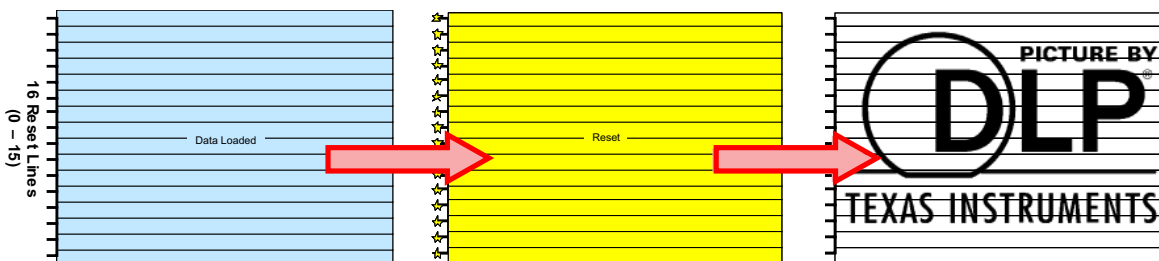 16 Reset Lines
(0 – 15)
Data Loaded
Reset
PICTURE BY
DLP®
TEXAS INSTRUMENTS